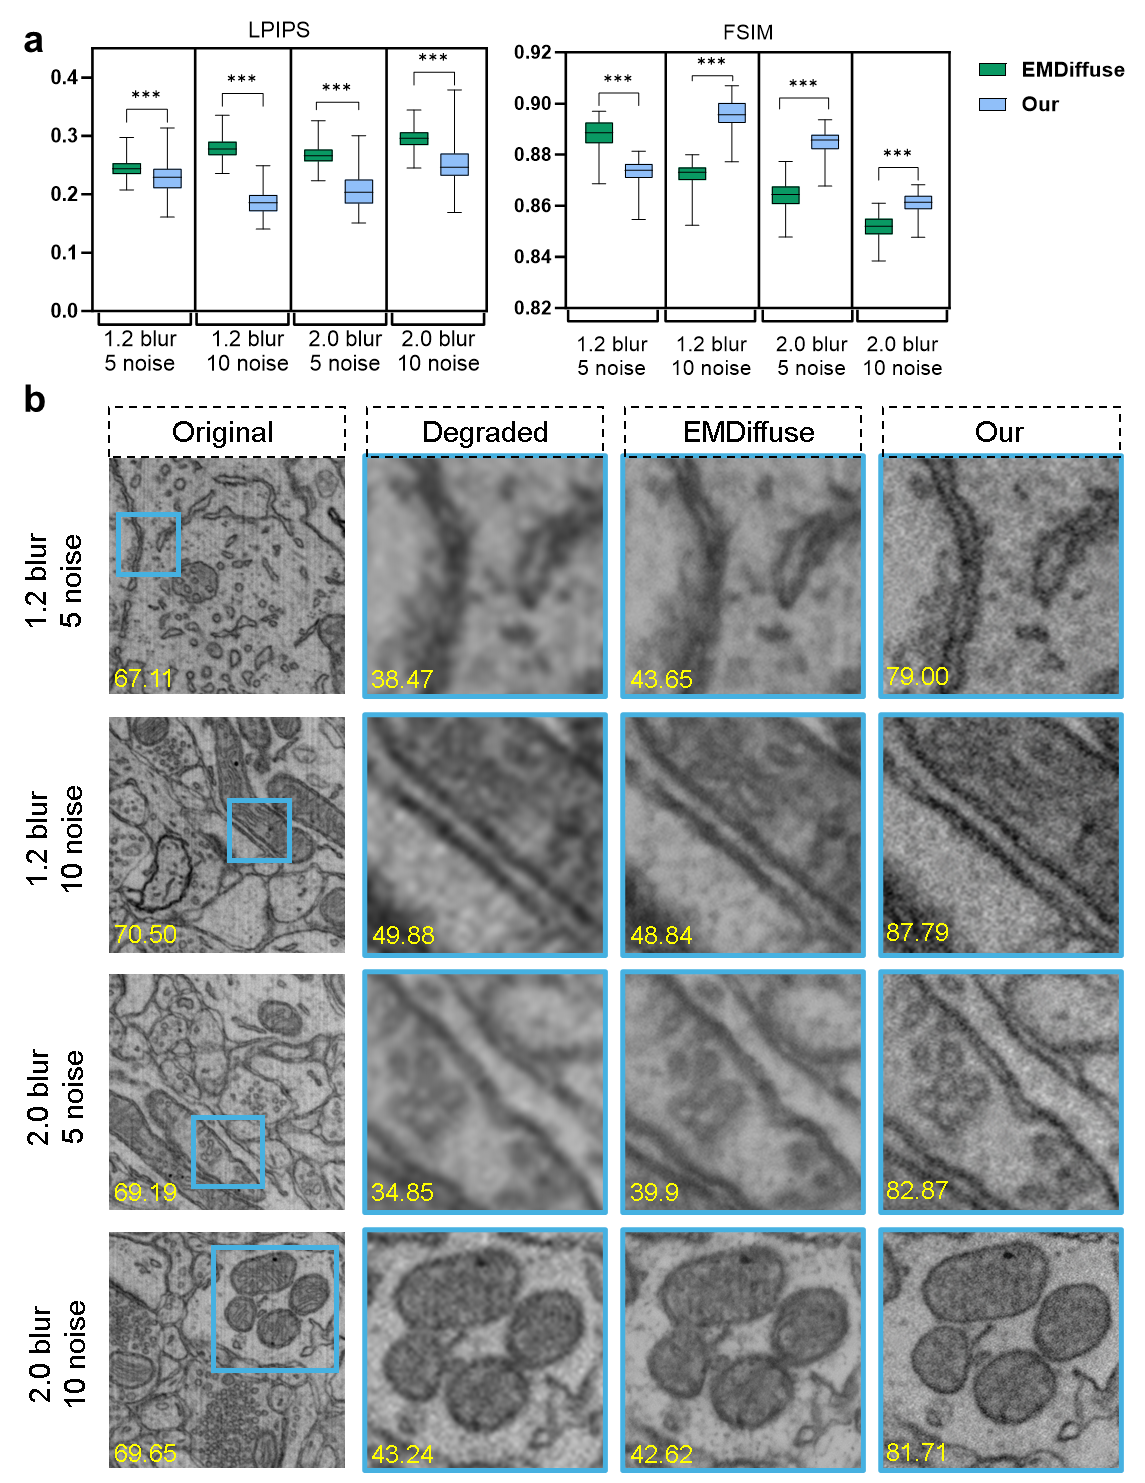 a
LPIPS
FSIM
EMDiffuse
Our
0.4
0.3
0.2
0.1
0.0
***
***
***
***
1.2 blur
5 noise
1.2 blur
10 noise
2.0 blur
5 noise
2.0 blur
10 noise
0.92
0.90
0.88
0.86
0.84
0.82
***
***
***
***
1.2 blur
5 noise
1.2 blur
10 noise
2.0 blur
5 noise
2.0 blur
10 noise
b
Original
Degraded
EMDiffuse
Our
1.2 blur
5 noise
67.11
38.47
43.65
79.00
1.2 blur
10 noise
70.50
49.88
48.84
87.79
2.0 blur
5 noise
69.19
34.85
39.9
82.87
2.0 blur
10 noise
69.65
43.24
42.62
81.71